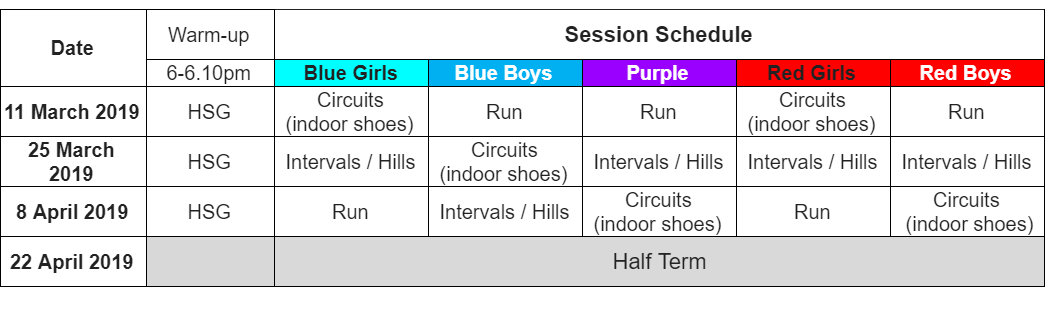 Date
Warm-up
Session Schedule
6-6.10pm
Blue Girls
Blue Boys
Purple
Red Girls
Red Boys
11 March 2019
HSG
Circuits
(indoor shoes)
Run
Run
Circuits
(indoor shoes)
Run
25 March
2019
HSG
Intervals / Hills
Circuits
(indoor shoes)
Intervals / Hills
Intervals / Hills
Intervals / Hills
8 April 2019
HSG
Run
Intervals / Hills
Circuits
(indoor shoes)
Run
Circuits
(indoor shoes)
22 April 2019
Half Term